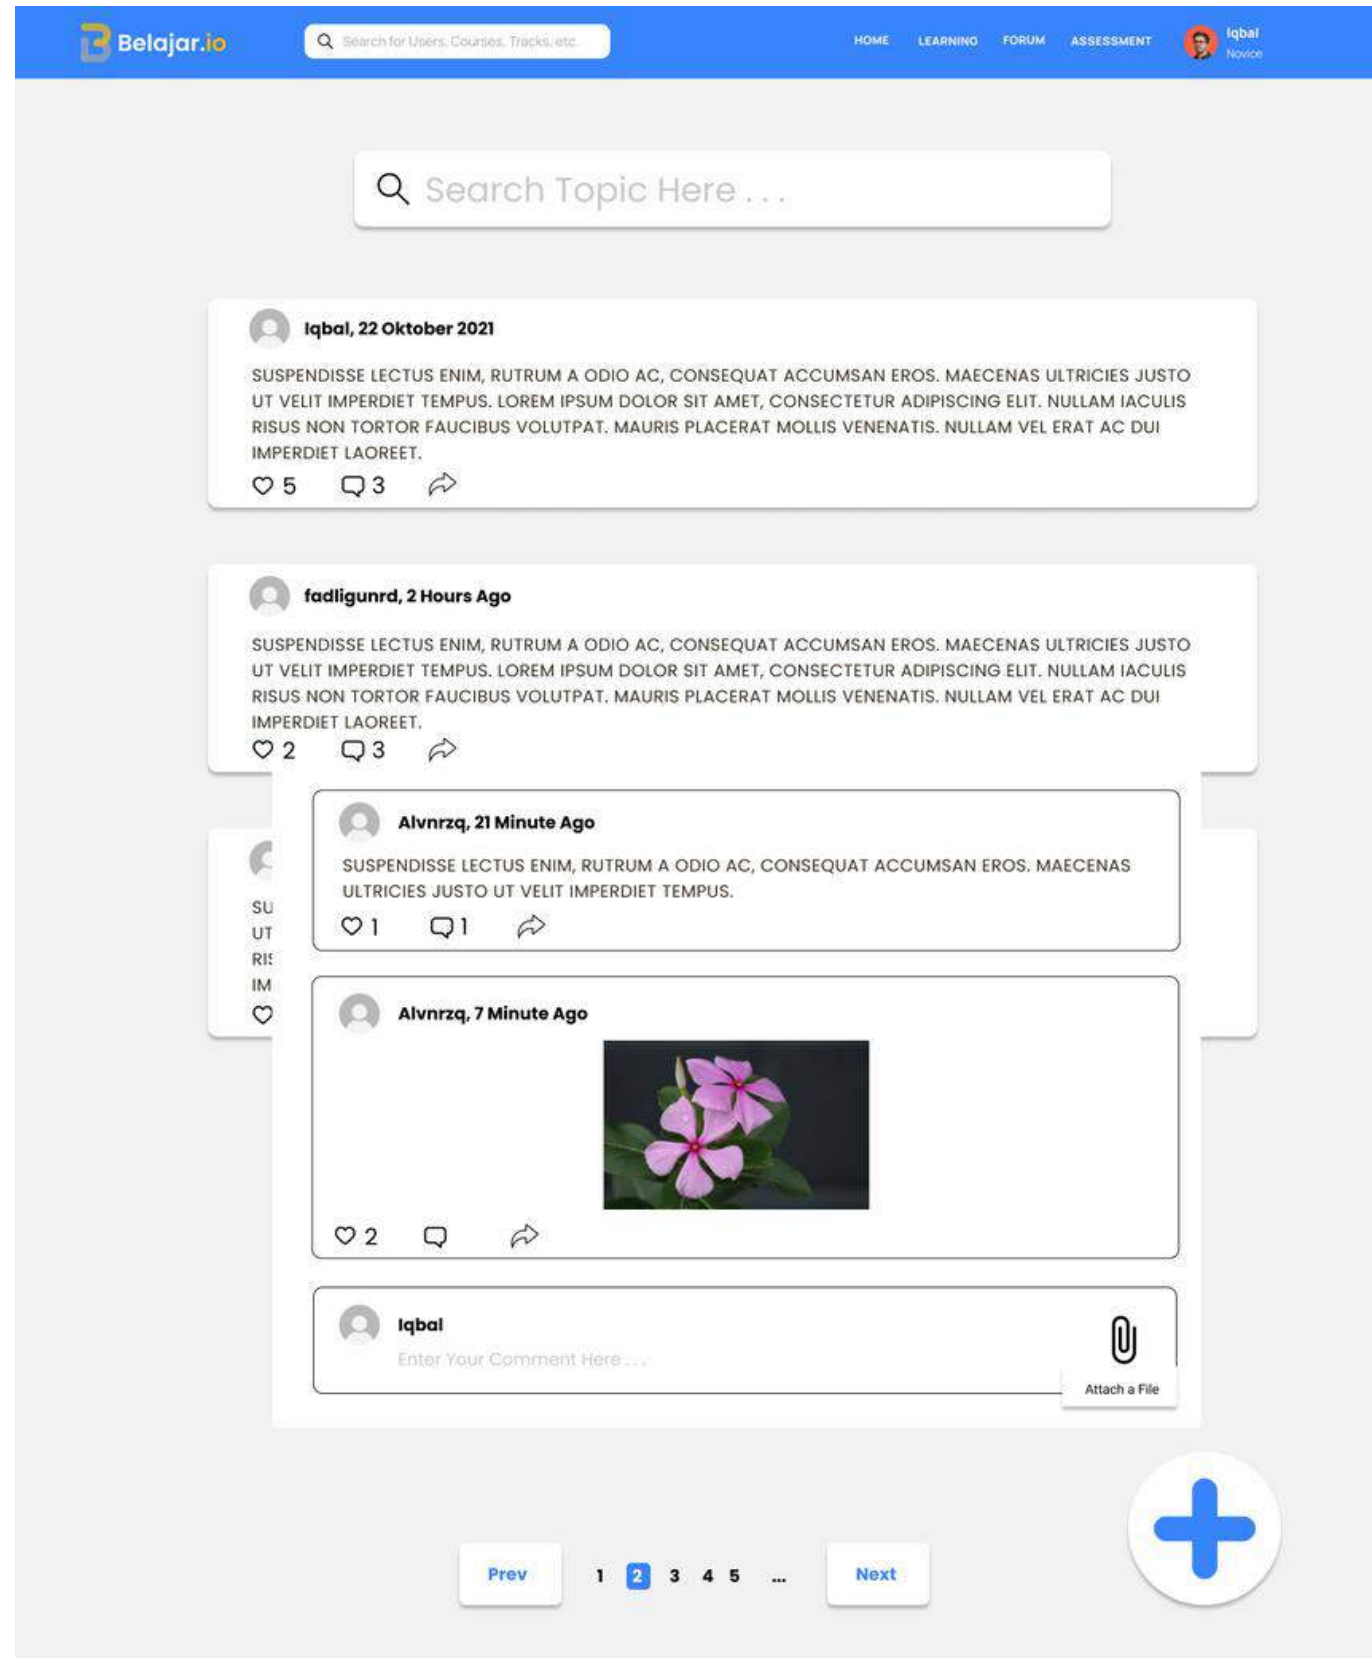 Belajar.io
Search for Users, Courses, Tracks, etc.
HOME LEARNING FORUM ASSESSMENT
Iqbal
Novice
Search Topic Here . . .
Iqbal, 22 Oktober 2021
SUSPENDISSE LECTUS ENIM, RUTRUM A ODIO AC, CONSEQUAT ACCUMSAN EROS. MAECENAS ULTRICIES JUSTO
UT VELIT IMPERDIET TEMPUS. LOREM IPSUM DOLOR SIT AMET, CONSECTETUR ADIPISCING ELIT. NULLAM IACULIS
RISUS NON TORTOR FAUCIBUS VOLUTPAT. MAURIS PLACERAT MOLLIS VENENATIS. NULLAM VEL ERAT AC DUI
IMPERDIET LAOREET.
5 3
fadligunrd, 2 Hours Ago
SUSPENDISSE LECTUS ENIM, RUTRUM A ODIO AC, CONSEQUAT ACCUMSAN EROS. MAECENAS ULTRICIES JUSTO
UT VELIT IMPERDIET TEMPUS. LOREM IPSUM DOLOR SIT AMET, CONSECTETUR ADIPISCING ELIT. NULLAM IACULIS
RISUS NON TORTOR FAUCIBUS VOLUTPAT. MAURIS PLACERAT MOLLIS VENENATIS. NULLAM VEL ERAT AC DUI
IMPERDIET LAOREET.
2 3
SU
UT
RIS
IM
Alvnrzq, 21 Minute Ago
SUSPENDISSE LECTUS ENIM, RUTRUM A ODIO AC, CONSEQUAT ACCUMSAN EROS. MAECENAS
ULTRICIES JUSTO UT VELIT IMPERDIET TEMPUS.
1 1
Alvnrzq, 7 Minute Ago
2
Iqbal
Enter Your Comment Here . . .
Attach a File
Prev 1 2 3 4 5 ... Next